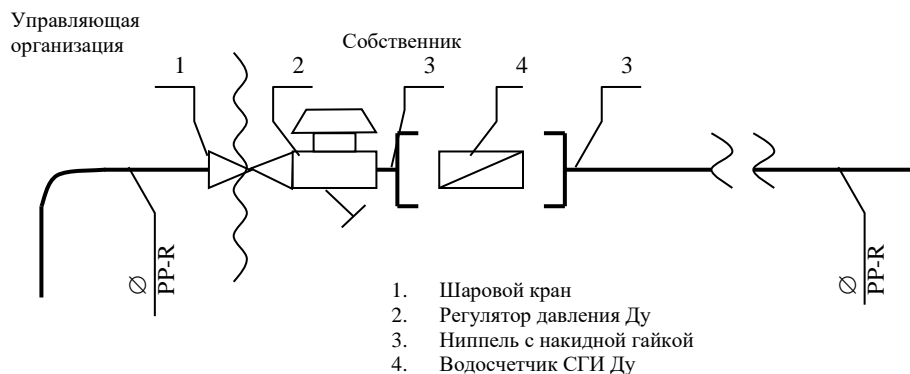 Управляющая
организация
Собственник
1
2
3
4
3
∅
PP-R
∅
PP-R
1. Шаровой кран
2. Регулятор давления Ду
3. Ниппель с накидной гайкой
4. Водосчетчик СГИ Ду